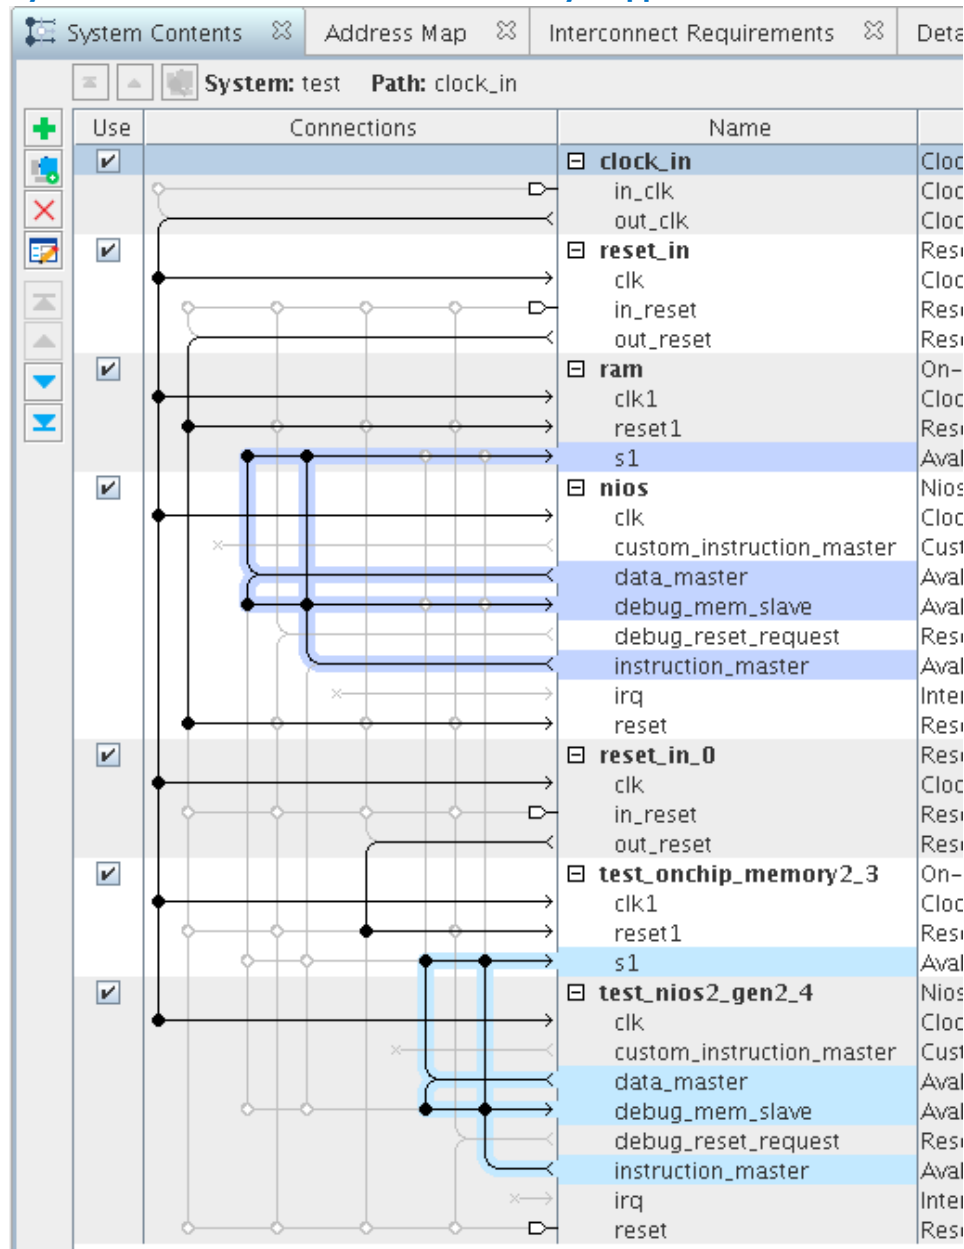 System Contents Address Map Interconnect Requirements
System: test Path: clock_in
Use Connections Name
clock_in
in_clk
out_clk
reset_in
clk
in_reset
out_reset
ram
clk1
reset1
s1
nios
clk
custom_instruction_master
data_master
debug_mem_slave
debug_reset_request
instruction_master
irq
reset
reset_in_0
clk
in_reset
out_reset
test_onchip_memory2_3
clk1
reset1
s1
test_nios2_gen2_4
clk
custom_instruction_master
data_master
debug_mem_slave
debug_reset_request
instruction_master
irq
reset